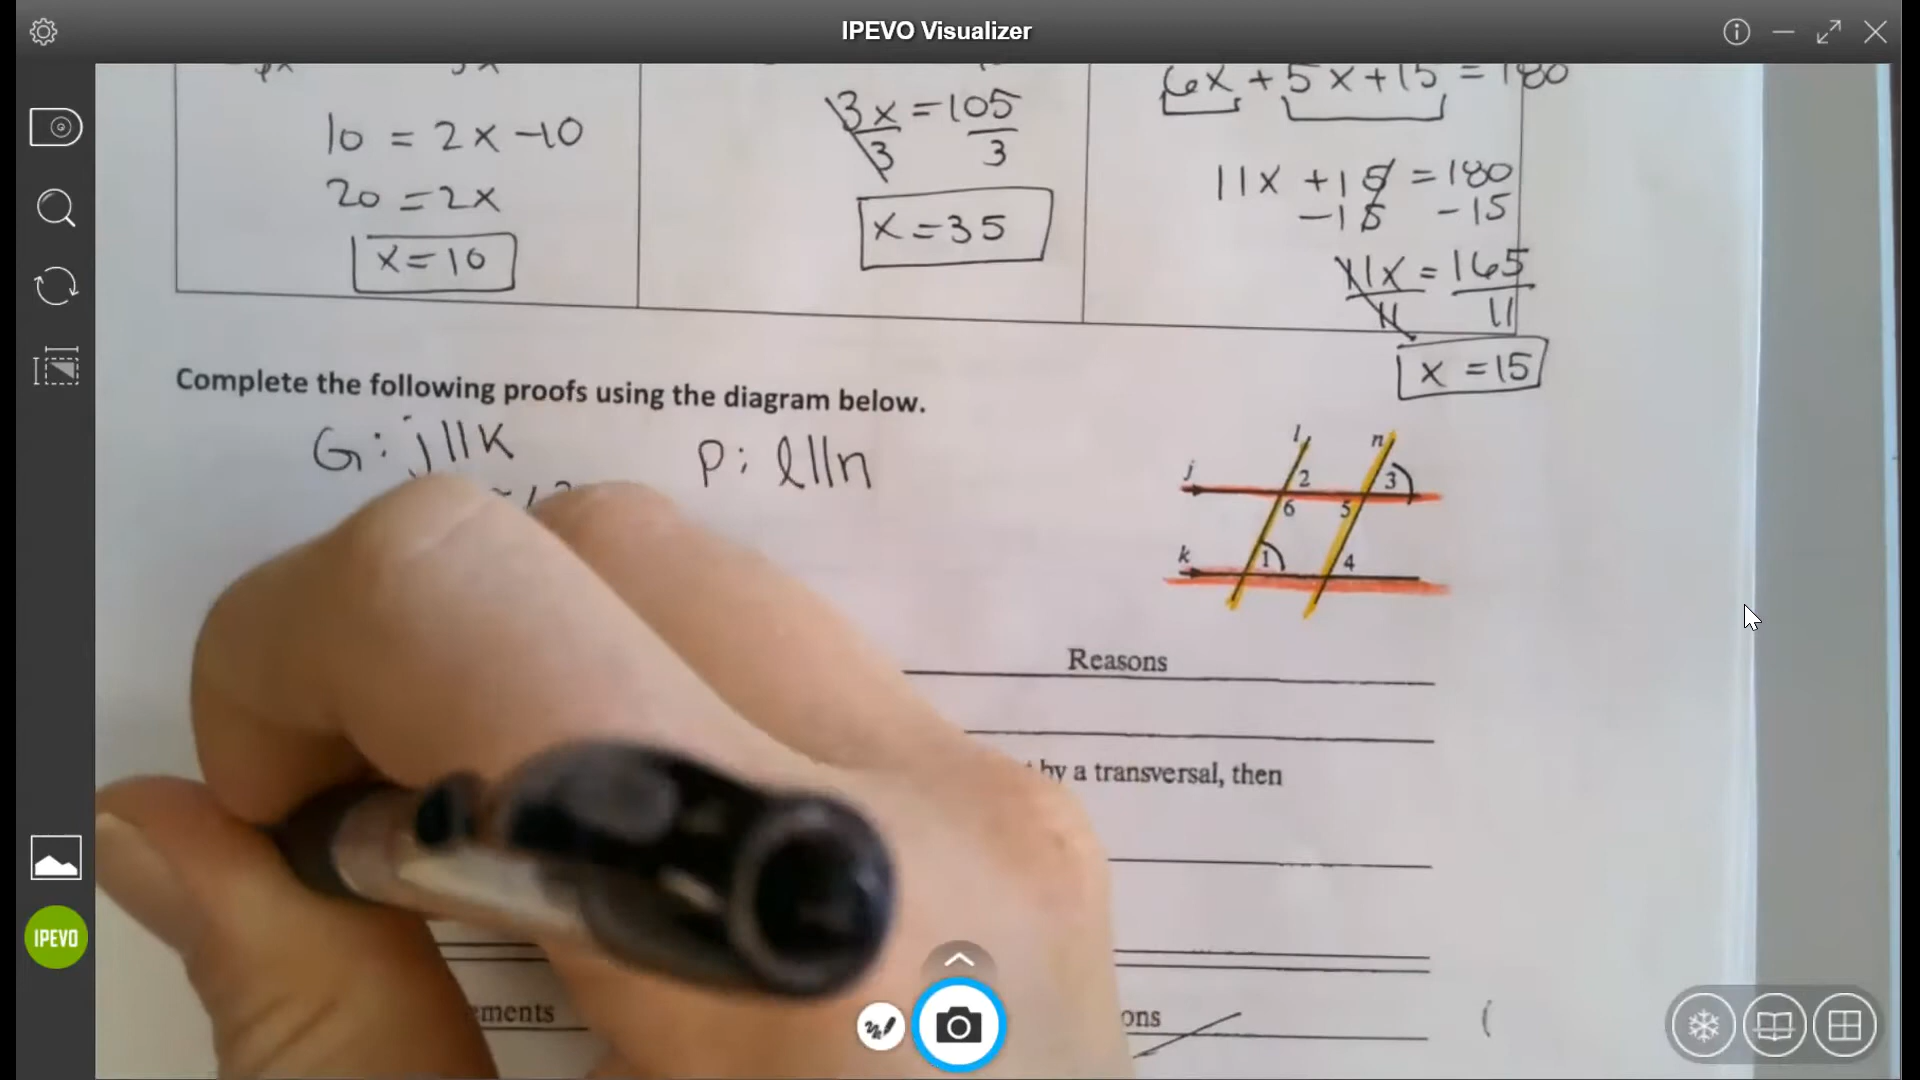 IPEVO Visualizer
6x + 5x + 15 = 180
10 = 2x - 10
3x = 105
3 3
11x + 15 = 180
- 15 - 15
20 = 2x
x = 35
x = 10
11x = 165
11 11
x = 15
Complete the following proofs using the diagram below.
G: j || k
P: l || n
l n
j 2 3
6 5
k 1 4
Reasons
by a transversal, then
IPEVO
ements
ons